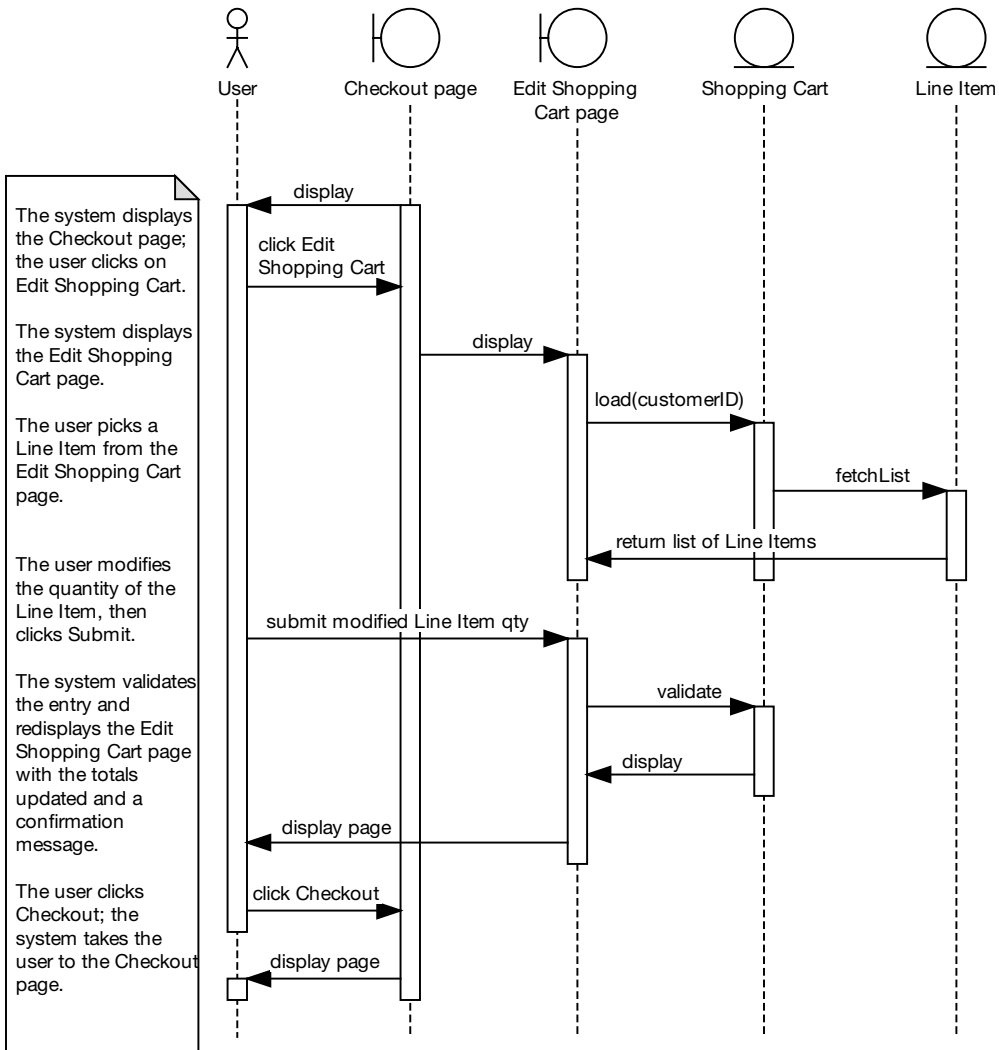 User
Checkout page
Edit Shopping
Cart page
Shopping Cart
Line Item
The system displays
the Checkout page;
the user clicks on
Edit Shopping Cart.
The system displays
the Edit Shopping
Cart page.
The user picks a
Line Item from the
Edit Shopping Cart
page.
The user modifies
the quantity of the
Line Item, then
clicks Submit.
The system validates
the entry and
redisplays the Edit
Shopping Cart page
with the totals
updated and a
confirmation
message.
The user clicks
Checkout; the
system takes the
user to the Checkout
page.
display
click Edit
Shopping Cart
display
load(customerID)
fetchList
return list of Line Items
submit modified Line Item qty
validate
display
display page
click Checkout
display page